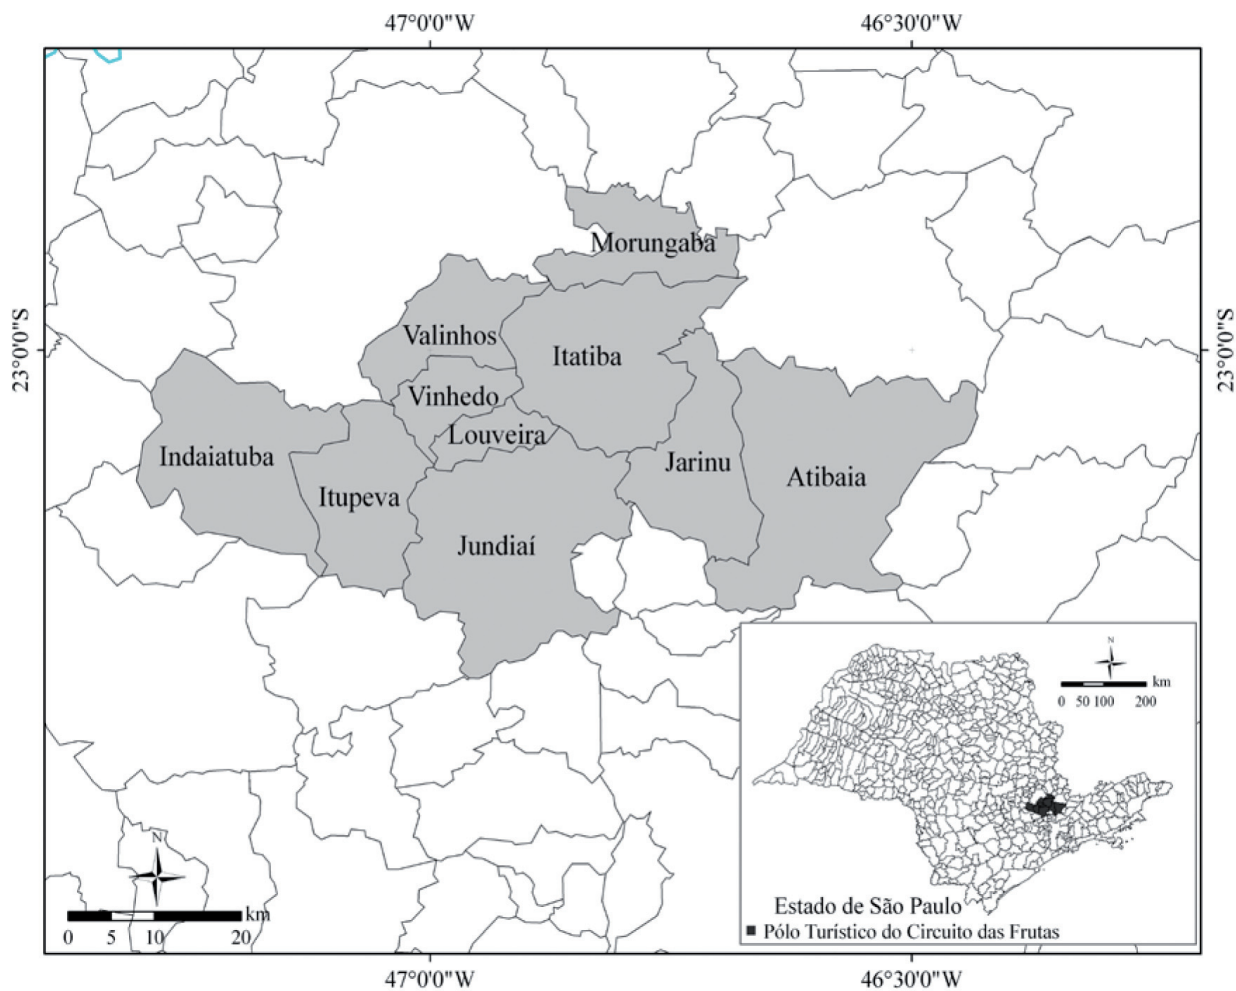 47°0'0"W 46°30'0"W
23°0'0"S
23°0'0"S
Morungaba
Valinhos
Itatiba
Vinhedo
Louveira
Indaiatuba
Itupeva
Jarinu
Atibaia
Jundiaí
N
km
0 50 100 200
Estado de São Paulo
Pólo Turístico do Circuito das Frutas
N
km
0 5 10 20
47°0'0"W 46°30'0"W